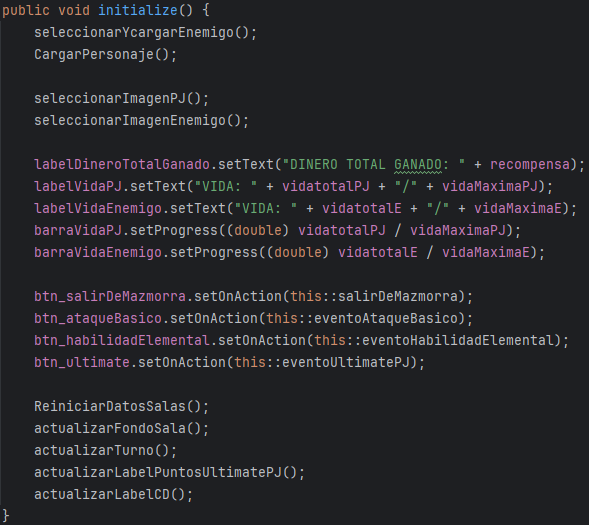 public void initialize() {
    seleccionarYcargarEnemigo();
    CargarPersonaje();

    seleccionarImagenPJ();
    seleccionarImagenEnemigo();

    labelDineroTotalGanado.setText("DINERO TOTAL GANADO: " + recompensa);
    labelVidaPJ.setText("VIDA: " + vidatotalPJ + "/" + vidaMaximaPJ);
    labelVidaEnemigo.setText("VIDA: " + vidatotalE + "/" + vidaMaximaE);
    barraVidaPJ.setProgress((double) vidatotalPJ / vidaMaximaPJ);
    barraVidaEnemigo.setProgress((double) vidatotalE / vidaMaximaE);

    btn_salirDeMazmorra.setOnAction(this::salirDeMazmorra);
    btn_ataqueBasico.setOnAction(this::eventoAtaqueBasico);
    btn_habilidadElemental.setOnAction(this::eventoHabilidadElemental);
    btn_ultimate.setOnAction(this::eventoUltimatePJ);

    ReiniciarDatosSalas();
    actualizarFondoSala();
    actualizarTurno();
    actualizarLabelPuntosUltimatePJ();
    actualizarLabelCD();
}